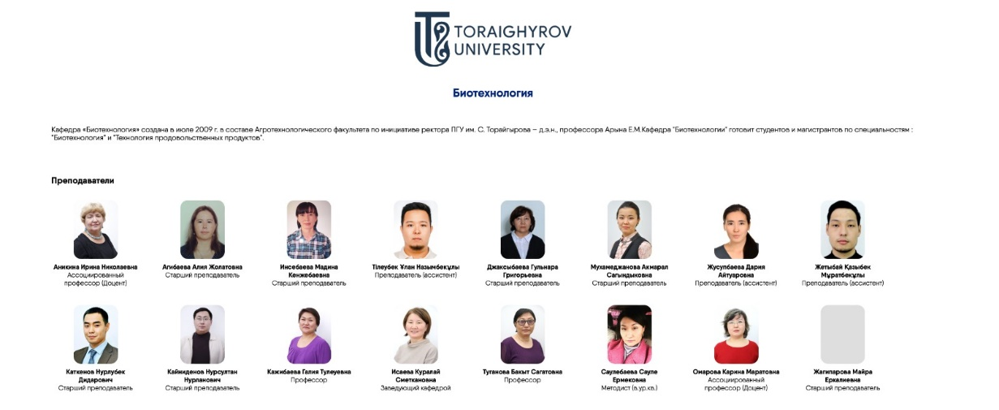 TORAIGHYROV
UNIVERSITY
Биотехнология
Кафедра «Биотехнология» создана в июле 2009 г. в составе Агротехнологического факультета по инициативе ректора ПГУ им. С. Торайгырова – д.э.н., профессора Арына Е.М.Кафедра "Биотехнологии" готовит студентов и магистрантов по специальностям :
"Биотехнология" и "Технология продовольственных продуктов".
Преподаватели
Аникина Ирина Николаевна
Ассоциированный
профессор (Доцент)
Агибаева Алия Жолатовна
Старший преподаватель
Инсебаева Мадина
Кенжебаевна
Старший преподаватель
Тілеубек ҰланНазымбекұлы
Преподаватель (ассистент)
Джаксыбаева Гульнара
Григорьевна
Старший преподаватель
Мухамеджанова Акмарал
Сагындыковна
Старший преподаватель
Жусупбаева Дария
Айтуаровна
Преподаватель (ассистент)
Жетыбай Қазыбек
Мұратбекұлы
Преподаватель (ассистент)
Каткенов Нурлубек
Дидарович
Старший преподаватель
Кайниденов Нурсултан
Нурланович
Старший преподаватель
Кажибаева Галия Тулеуевна
Профессор
Исаева Куралай
Сметкановна
Заведующий кафедрой
Туганова Бакыт Сагатовна
Профессор
Саулебаева Сауле
Ермековна
Методист (в.ур.кв.)
Омарова Карина Маратовна
Ассоциированный
профессор (Доцент)
Жагипарова Майра
Еркалиевна
Старший преподаватель